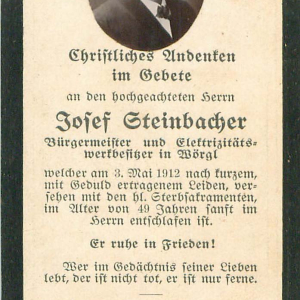 Christliches Andenken
im Gebete
an den hochgeachteten Herrn
Josef Steinbacher
Bürgermeister und Elektrizitäts-
werkbesitzer in Wörgl
welcher am 3. Mai 1912 nach kurzem,
mit Geduld ertragenem Leiden, ver-
sehen mit den hl. Sterbsakramenten,
im Alter von 49 Jahren sanft im
Herrn entschlafen ist.
Er ruhe in Frieden!
Wer im Gedächtnis seiner Lieben
lebt, der ist nicht tot, er ist nur ferne.